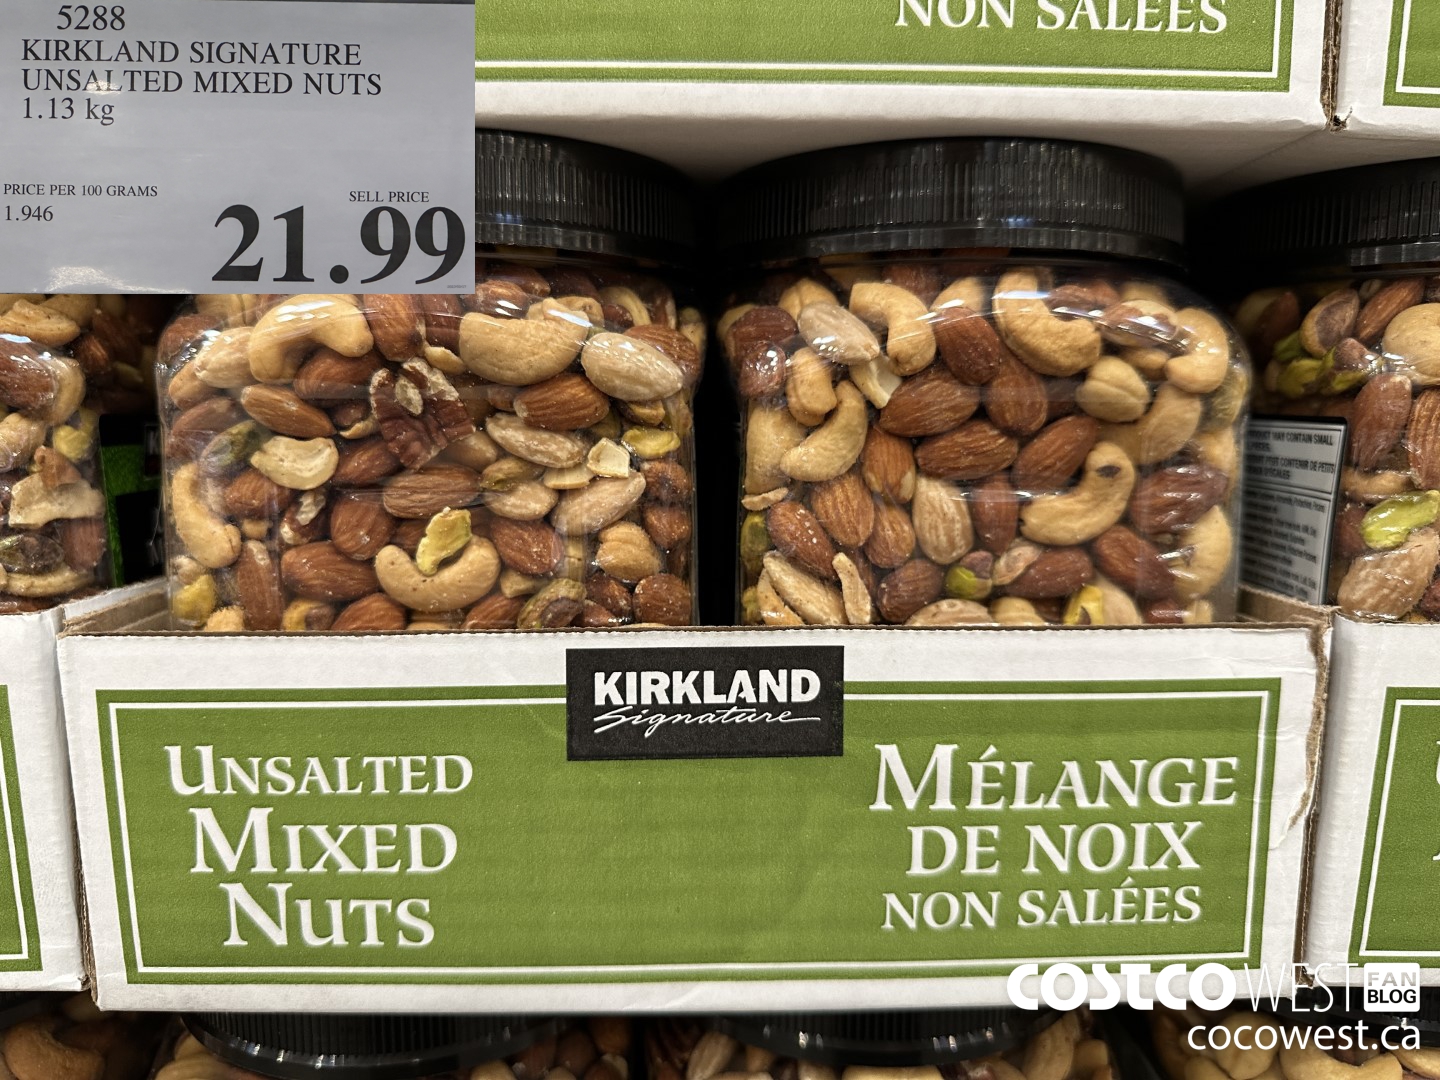 5288
KIRKLAND SIGNATURE
UNSALTED MIXED NUTS
1.13 kg
PRICE PER 100 GRAMS
1.946
SELL PRICE
21.99
NON SALÉES
KIRKLAND
Signature
UNSALTED
MIXED
NUTS
MÉLANGE
DE NOIX
NON SALÉES
COSTCO WEST FAN BLOG
cocowest.ca